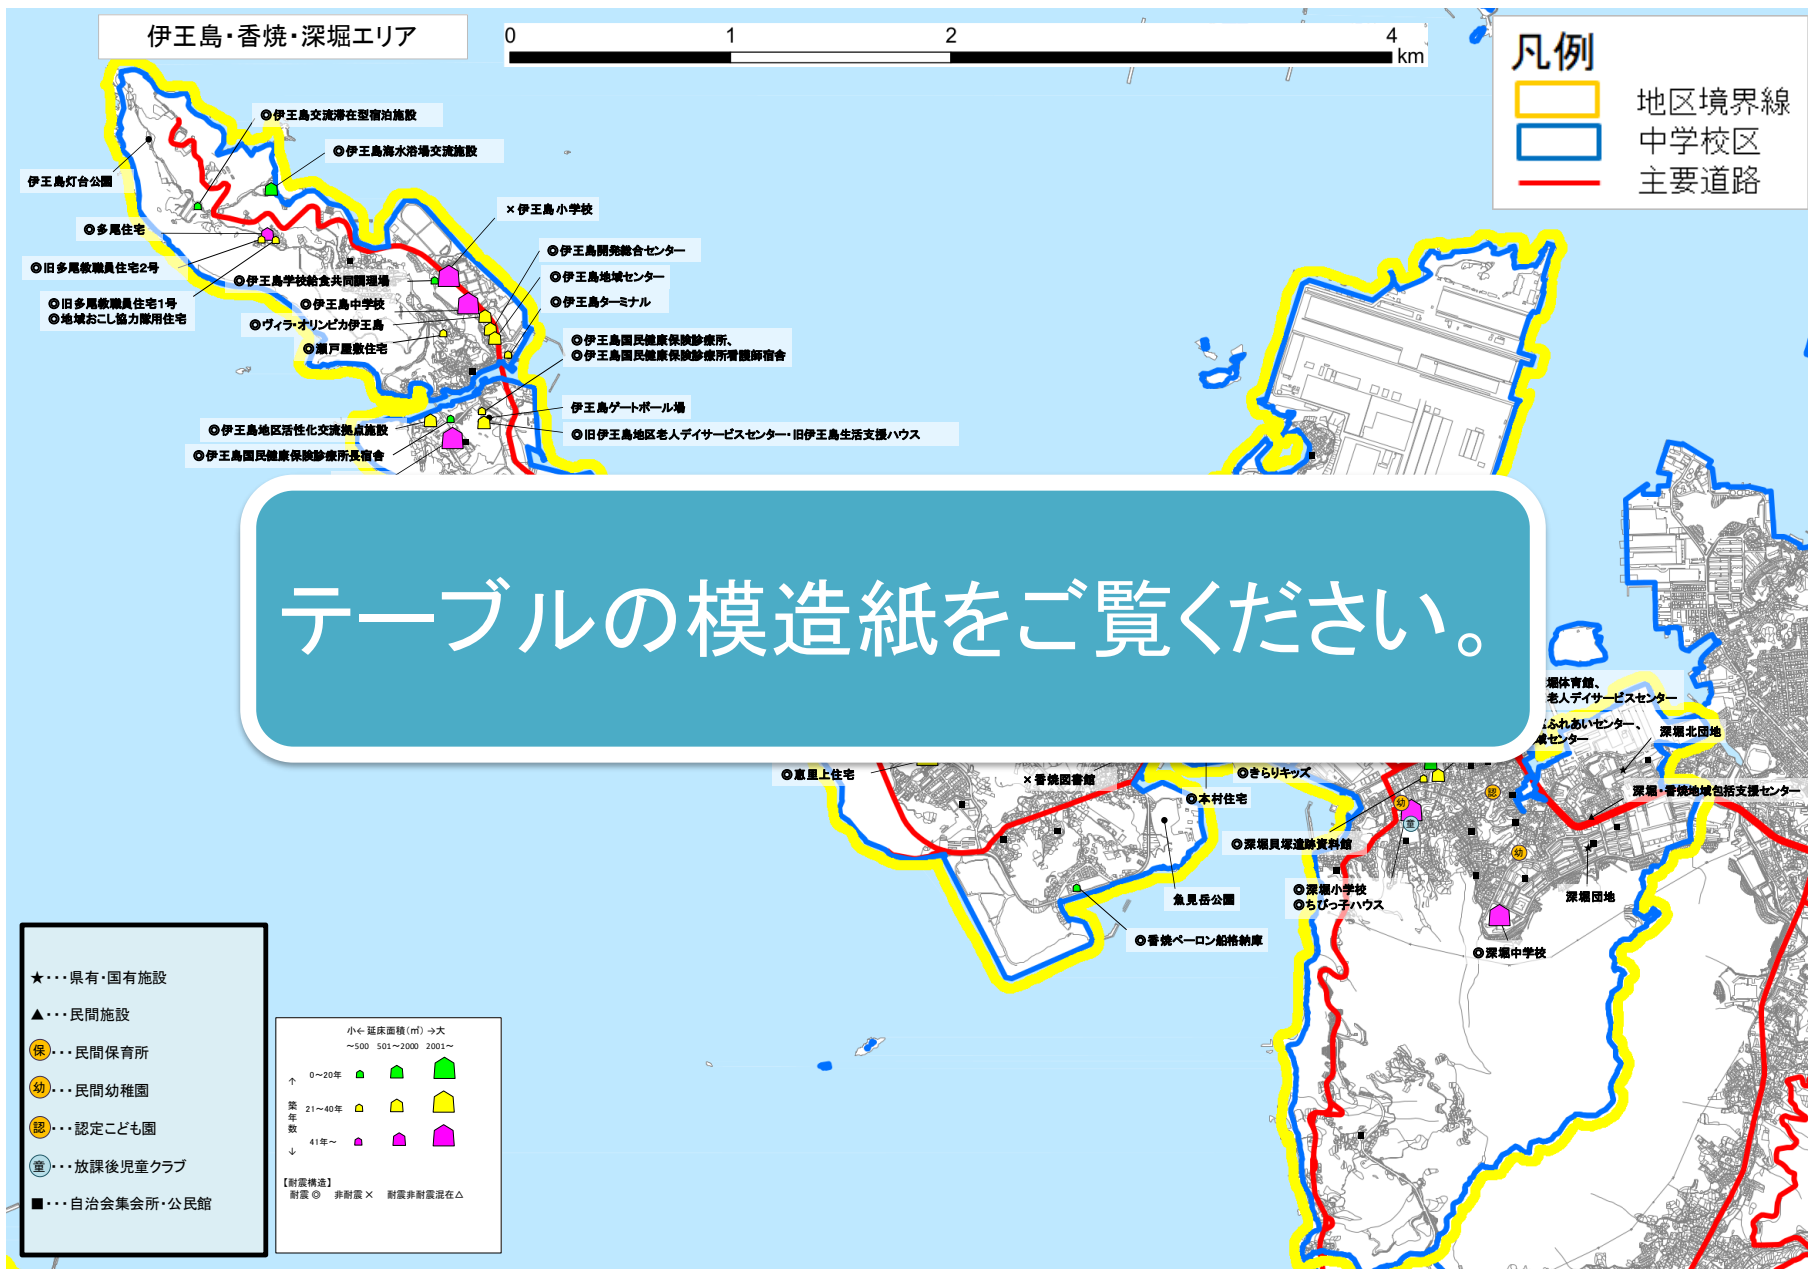 伊王島・香焼・深堀エリア
0 1 2 4
km
凡例
地区境界線
中学校区
主要道路
◎伊王島交流滞在型宿泊施設
◎伊王島海水浴場交流施設
伊王島灯台公園
×伊王島小学校
◎多尾住宅
◎伊王島開発総合センター
◎旧多尾教職員住宅2号
◎伊王島学校給食共同調理場
◎伊王島地域センター
◎旧多尾教職員住宅1号
◎地域おこし協力隊用住宅
◎伊王島中学校
◎伊王島ターミナル
◎ヴィラ・オリンピカ伊王島
◎瀬戸屋敷住宅
◎伊王島国民健康保険診療所、
◎伊王島国民健康保険診療所看護師宿舎
伊王島ゲートボール場
◎伊王島地区活性化交流拠点施設
◎旧伊王島地区老人デイサービスセンター・旧伊王島生活支援ハウス
◎伊王島国民健康保険診療所長宿舎
テーブルの模造紙をご覧ください。
堀体育館、
老人デイサービスセンター
ふれあいセンター、
域センター
深堀北団地
◎恵里上住宅
×香焼図書館
◎きらりキッズ
◎本村住宅
深堀・香焼地域包括支援センター
認
幼
童
幼
◎深堀貝塚遺跡資料館
魚見岳公園
◎深堀小学校
◎ちびっ子ハウス
深堀団地
◎香焼ペーロン船格納庫
◎深堀中学校
★・・・県有・国有施設
▲・・・民間施設
保・・・民間保育所
幼・・・民間幼稚園
認・・・認定こども園
童・・・放課後児童クラブ
■・・・自治会集会所・公民館
小← 延床面積(㎡) →大
～500 501～2000 2001～
↑
築年数
↓
0～20年
21～40年
41年～
【耐震構造】
耐震 ◎ 非耐震 × 耐震非耐震混在 △